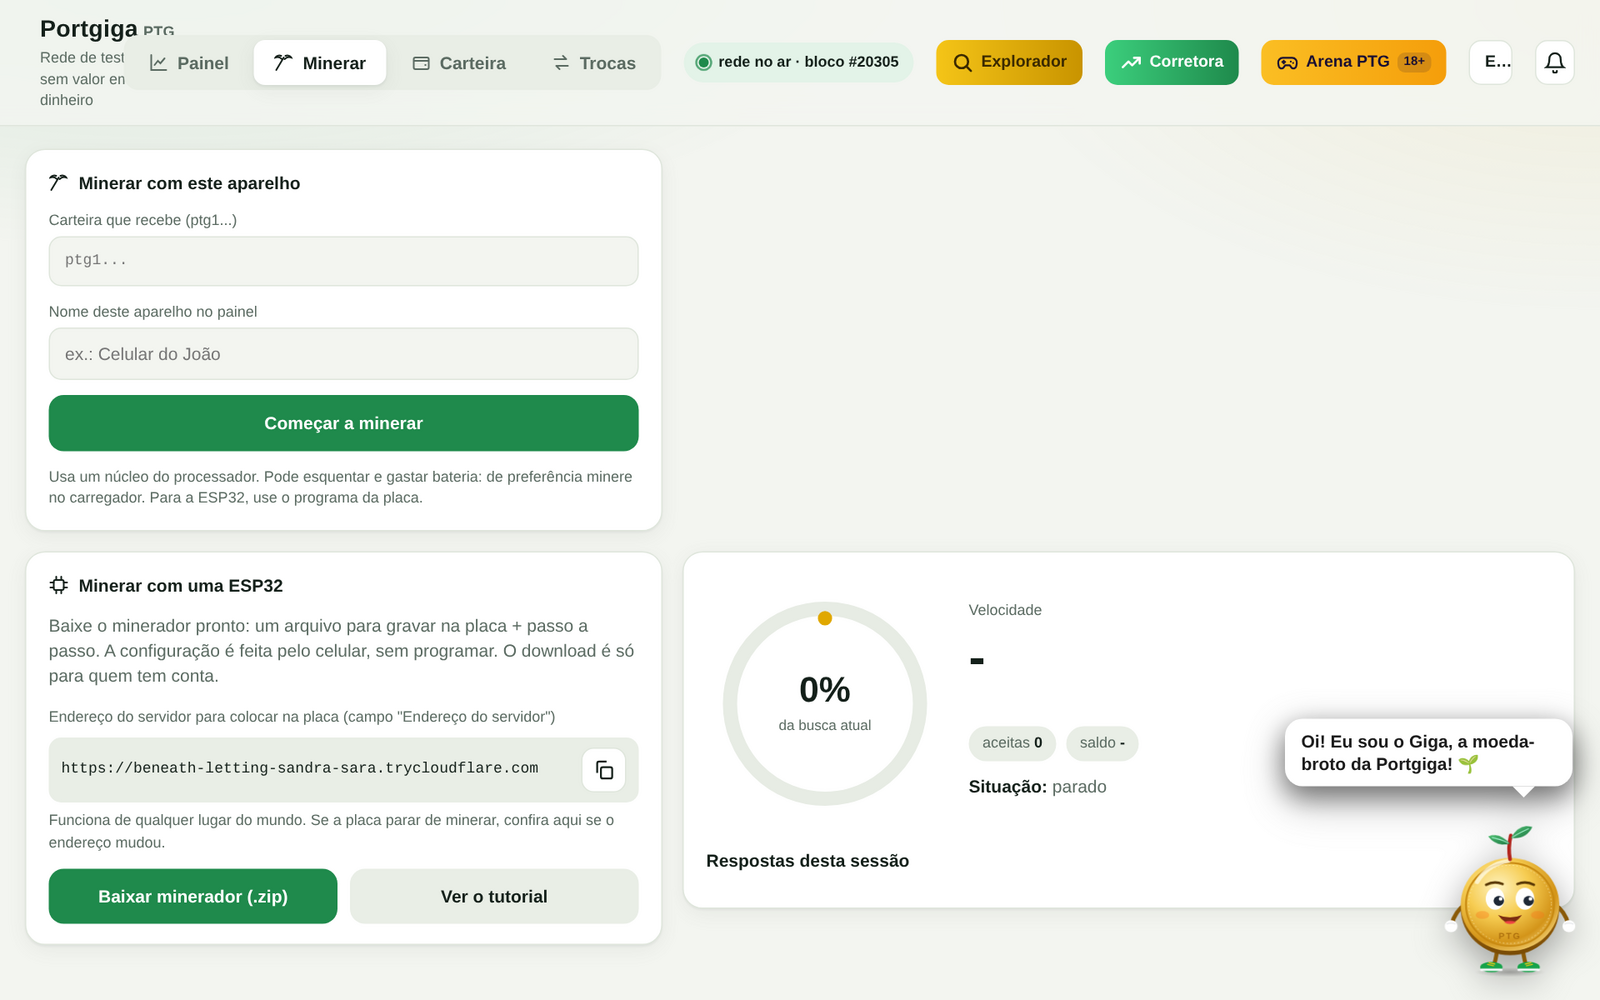 Portgiga PTG
Rede de test
sem valor em
dinheiro
Painel
Minerar
Carteira
Trocas
rede no ar · bloco #20305
Explorador
Corretora
Arena PTG 18+
E...
Minerar com este aparelho
Carteira que recebe (ptg1...)
ptg1...
Nome deste aparelho no painel
ex.: Celular do João
Começar a minerar
Usa um núcleo do processador. Pode esquentar e gastar bateria: de preferência minere
no carregador. Para a ESP32, use o programa da placa.
Minerar com uma ESP32
Baixe o minerador pronto: um arquivo para gravar na placa + passo a
passo. A configuração é feita pelo celular, sem programar. O download é só
para quem tem conta.
Endereço do servidor para colocar na placa (campo "Endereço do servidor")
https://beneath-letting-sandra-sara.trycloudflare.com
Funciona de qualquer lugar do mundo. Se a placa parar de minerar, confira aqui se o
endereço mudou.
Baixar minerador (.zip)
Ver o tutorial
0%
da busca atual
Velocidade
-
aceitas 0
saldo -
Situação: parado
Respostas desta sessão
Oi! Eu sou o Giga, a moeda-
broto da Portgiga! 🌱
PTG